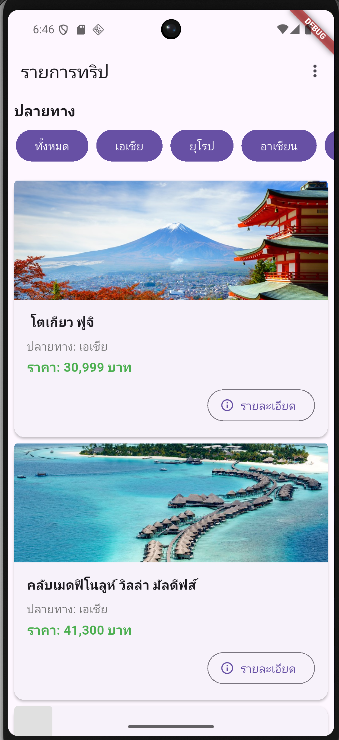 6:46
DEBUG
รายการทริป
ปลายทาง
ทั้งหมด เอเชีย ยุโรป อาเซียน
โตเกียว ฟูจิ
ปลายทาง: เอเชีย
ราคา: 30,999 บาท
รายละเอียด
คลับเมดฟิโนลูห์ วิลล่า มัลดีฟส์
ปลายทาง: เอเชีย
ราคา: 41,300 บาท
รายละเอียด